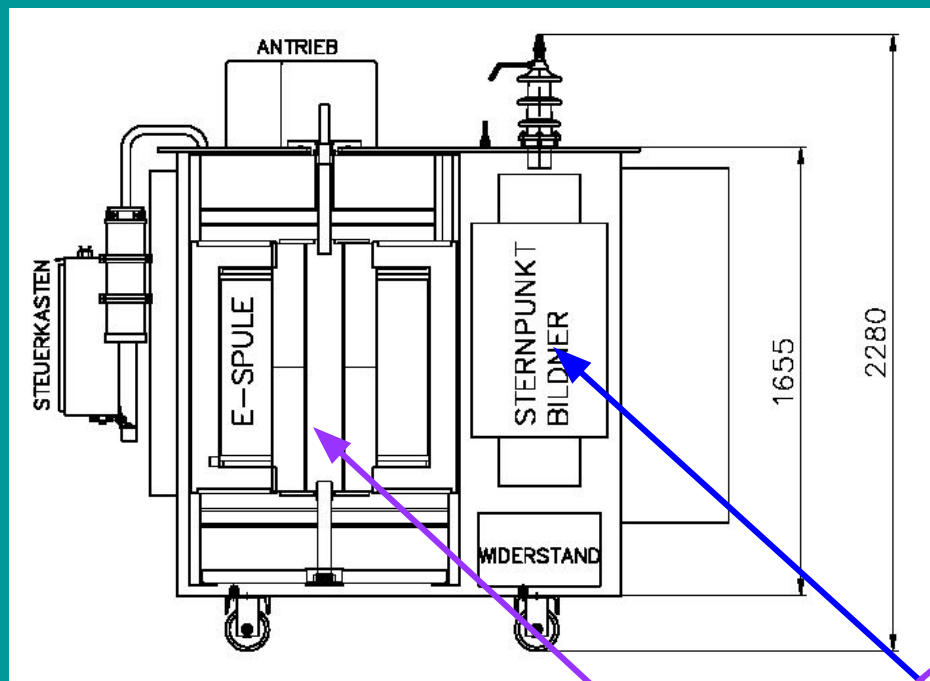 ANTRIEB
STEUERKASTEN
E-SPULE
STERNPUNKT
BILDNER
WIDERSTAND
1655
2280